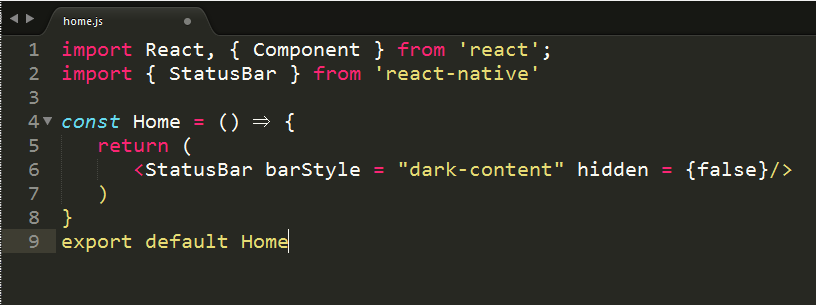 home.js
1 import React, { Component } from 'react';
2 import { StatusBar } from 'react-native'
3
4 const Home = () => {
5 return (
6 <StatusBar barStyle = "dark-content" hidden = {false}/>
7 )
8 }
9 export default Home